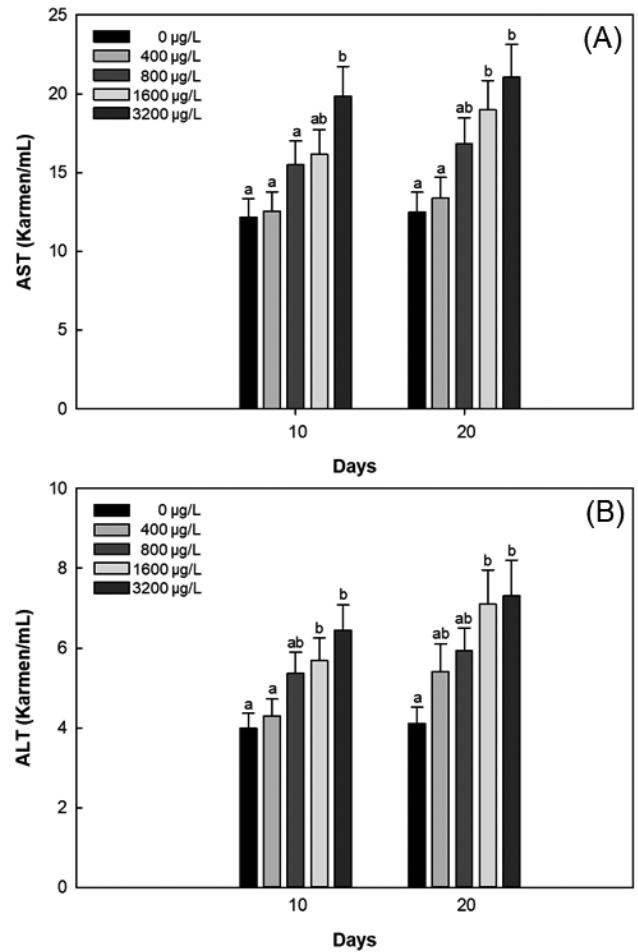 25
20
15
10
5
0
AST (Karmen/mL)
0 µg/L
400 µg/L
800 µg/L
1600 µg/L
3200 µg/L
(A)
a
a
a
ab
b
a
a
ab
b
b
10
20
Days
10
8
6
4
2
0
ALT (Karmen/mL)
0 µg/L
400 µg/L
800 µg/L
1600 µg/L
3200 µg/L
(B)
a
a
ab
b
b
a
ab
ab
b
b
10
20
Days